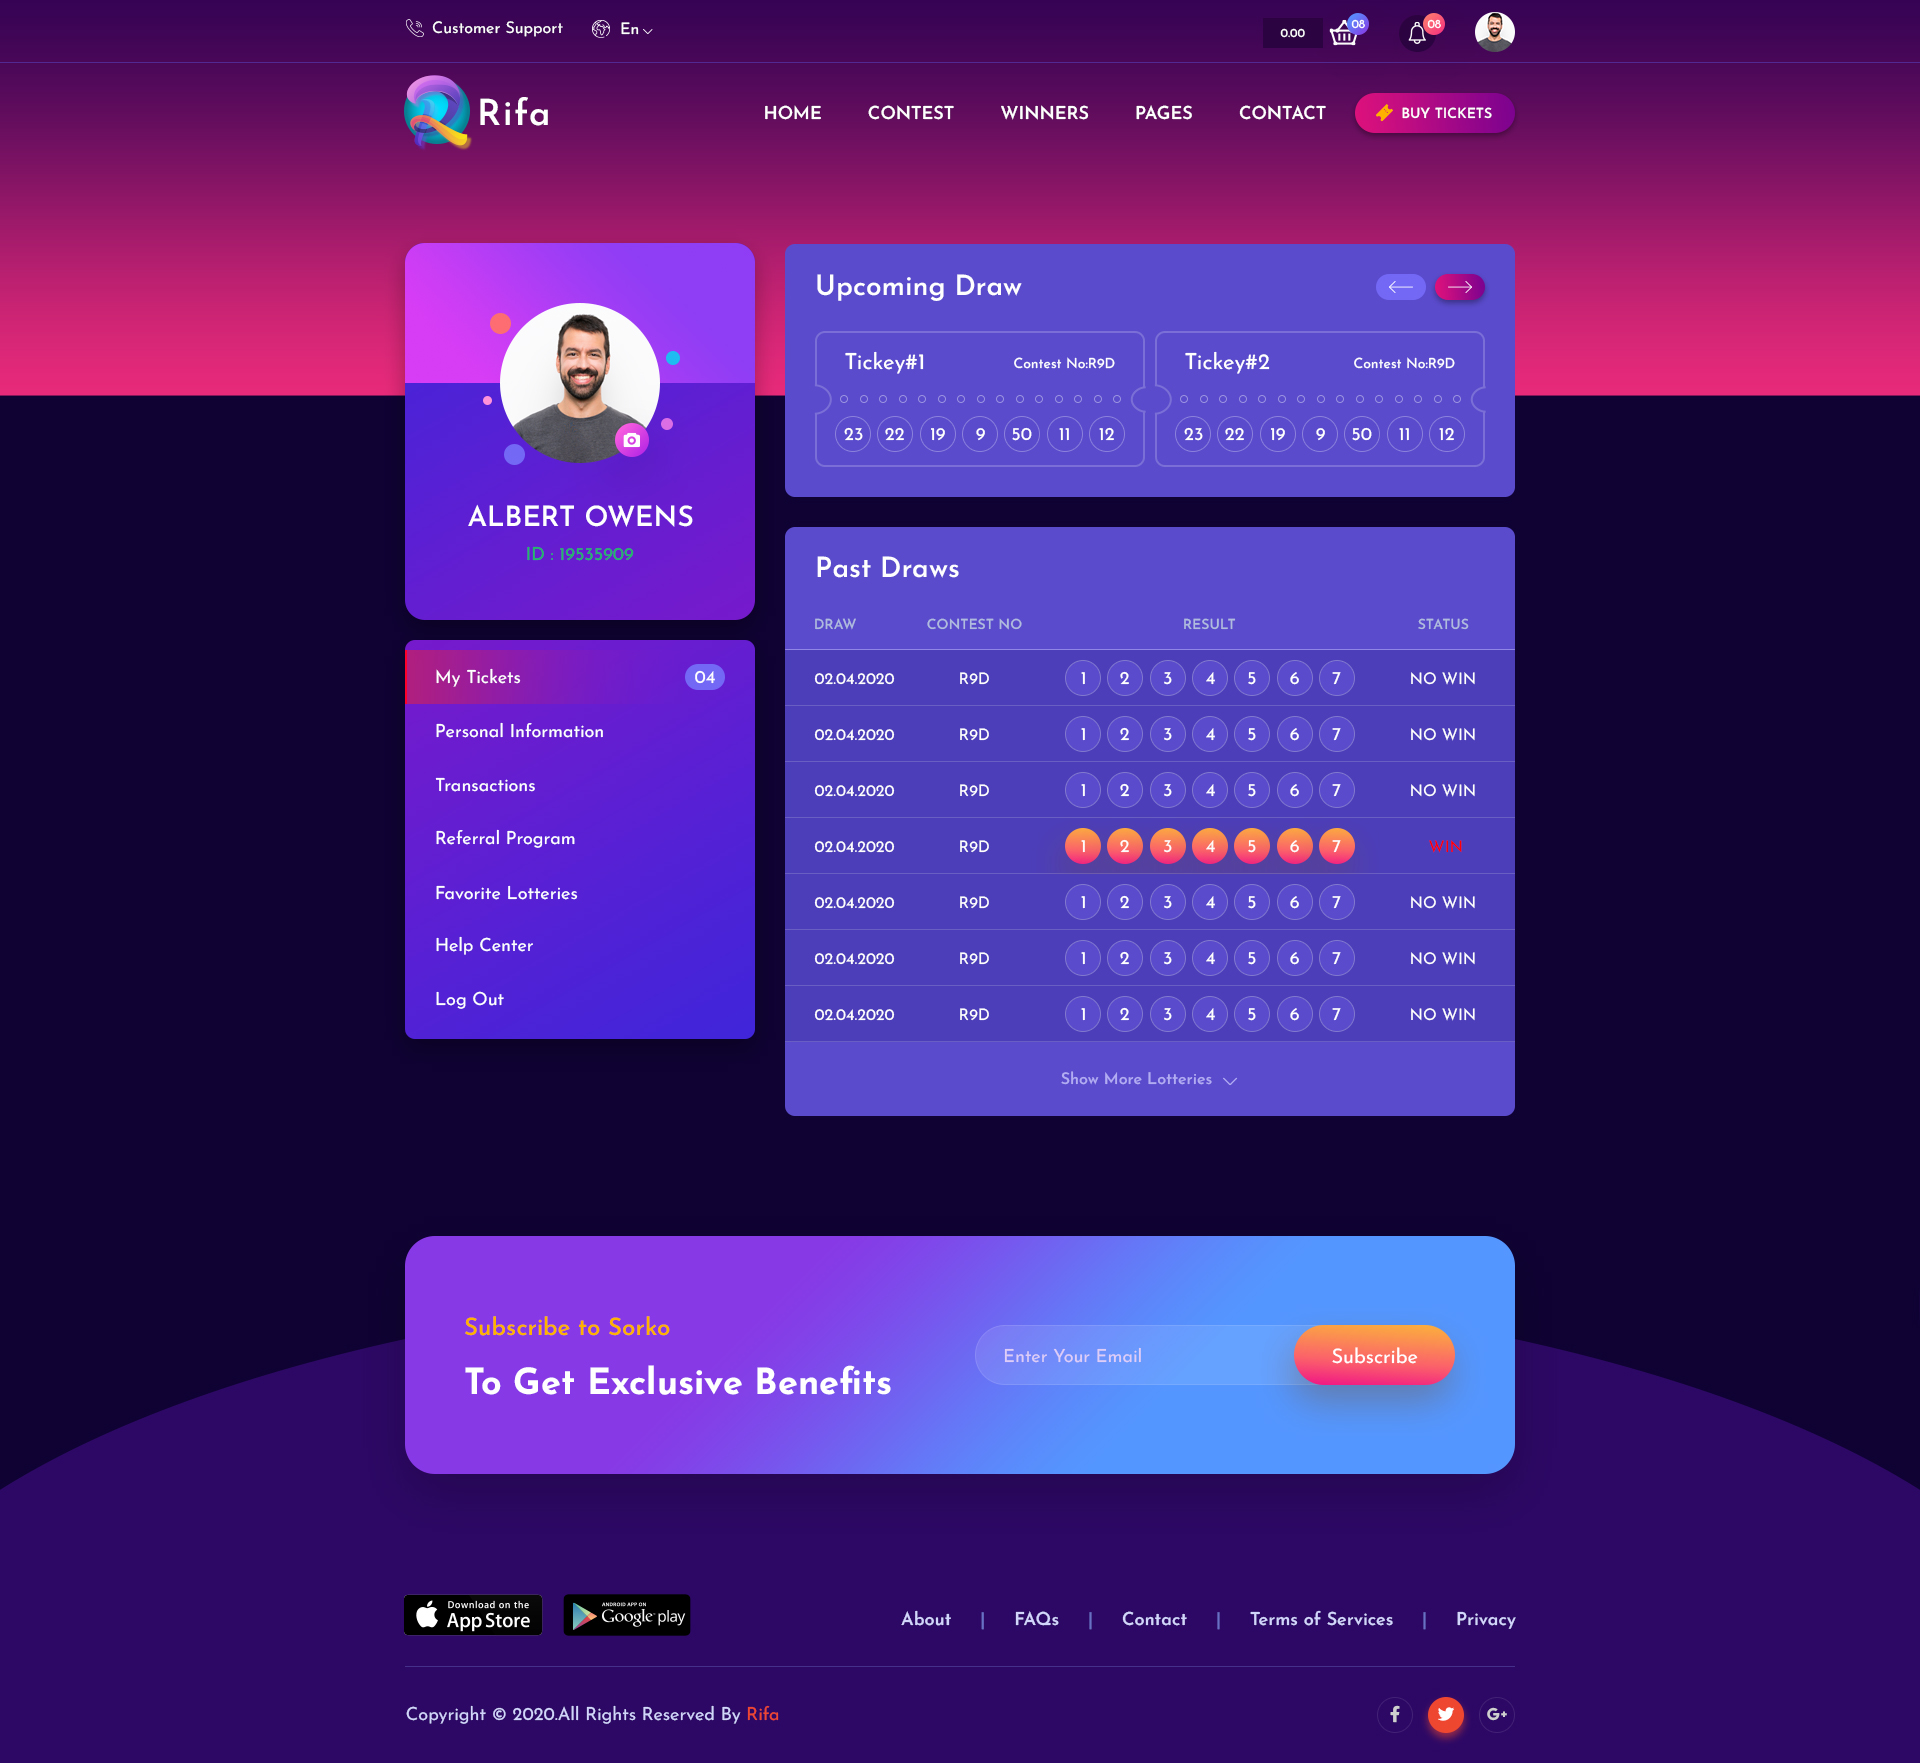 Customer Support
En
0.00
08
08
Rifa
HOME
CONTEST
WINNERS
PAGES
CONTACT
BUY TICKETS
ALBERT OWENS
ID : 19535909
My Tickets
04
Personal Information
Transactions
Referral Program
Favorite Lotteries
Help Center
Log Out
Upcoming Draw
Tickey#1
Contest No:R9D
23 22 19 9 50 11 12
Tickey#2
Contest No:R9D
23 22 19 9 50 11 12
Past Draws
DRAW CONTEST NO RESULT STATUS
02.04.2020 R9D 1 2 3 4 5 6 7 NO WIN
02.04.2020 R9D 1 2 3 4 5 6 7 NO WIN
02.04.2020 R9D 1 2 3 4 5 6 7 NO WIN
02.04.2020 R9D 1 2 3 4 5 6 7 WIN
02.04.2020 R9D 1 2 3 4 5 6 7 NO WIN
02.04.2020 R9D 1 2 3 4 5 6 7 NO WIN
02.04.2020 R9D 1 2 3 4 5 6 7 NO WIN
Show More Lotteries
Subscribe to Sorko
To Get Exclusive Benefits
Enter Your Email
Subscribe
Download on the
App Store
ANDROID APP ON
Google play
About | FAQs | Contact | Terms of Services | Privacy
Copyright © 2020.All Rights Reserved By Rifa
G+